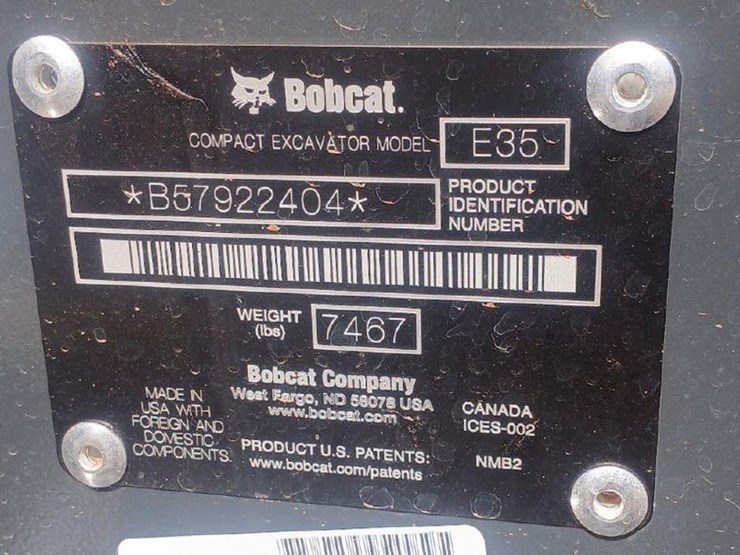 Bobcat.
COMPACT EXCAVATOR MODEL E35
*B57922404*
PRODUCT
IDENTIFICATION
NUMBER
WEIGHT
(lbs)
7467
Bobcat Company
West Fargo, ND 58078 USA
www.bobcat.com
MADE IN
USA WITH
FOREIGN AND
DOMESTIC
COMPONENTS.
PRODUCT U.S. PATENTS:
www.bobcat.com/patents
CANADA
ICES-002
NMB2